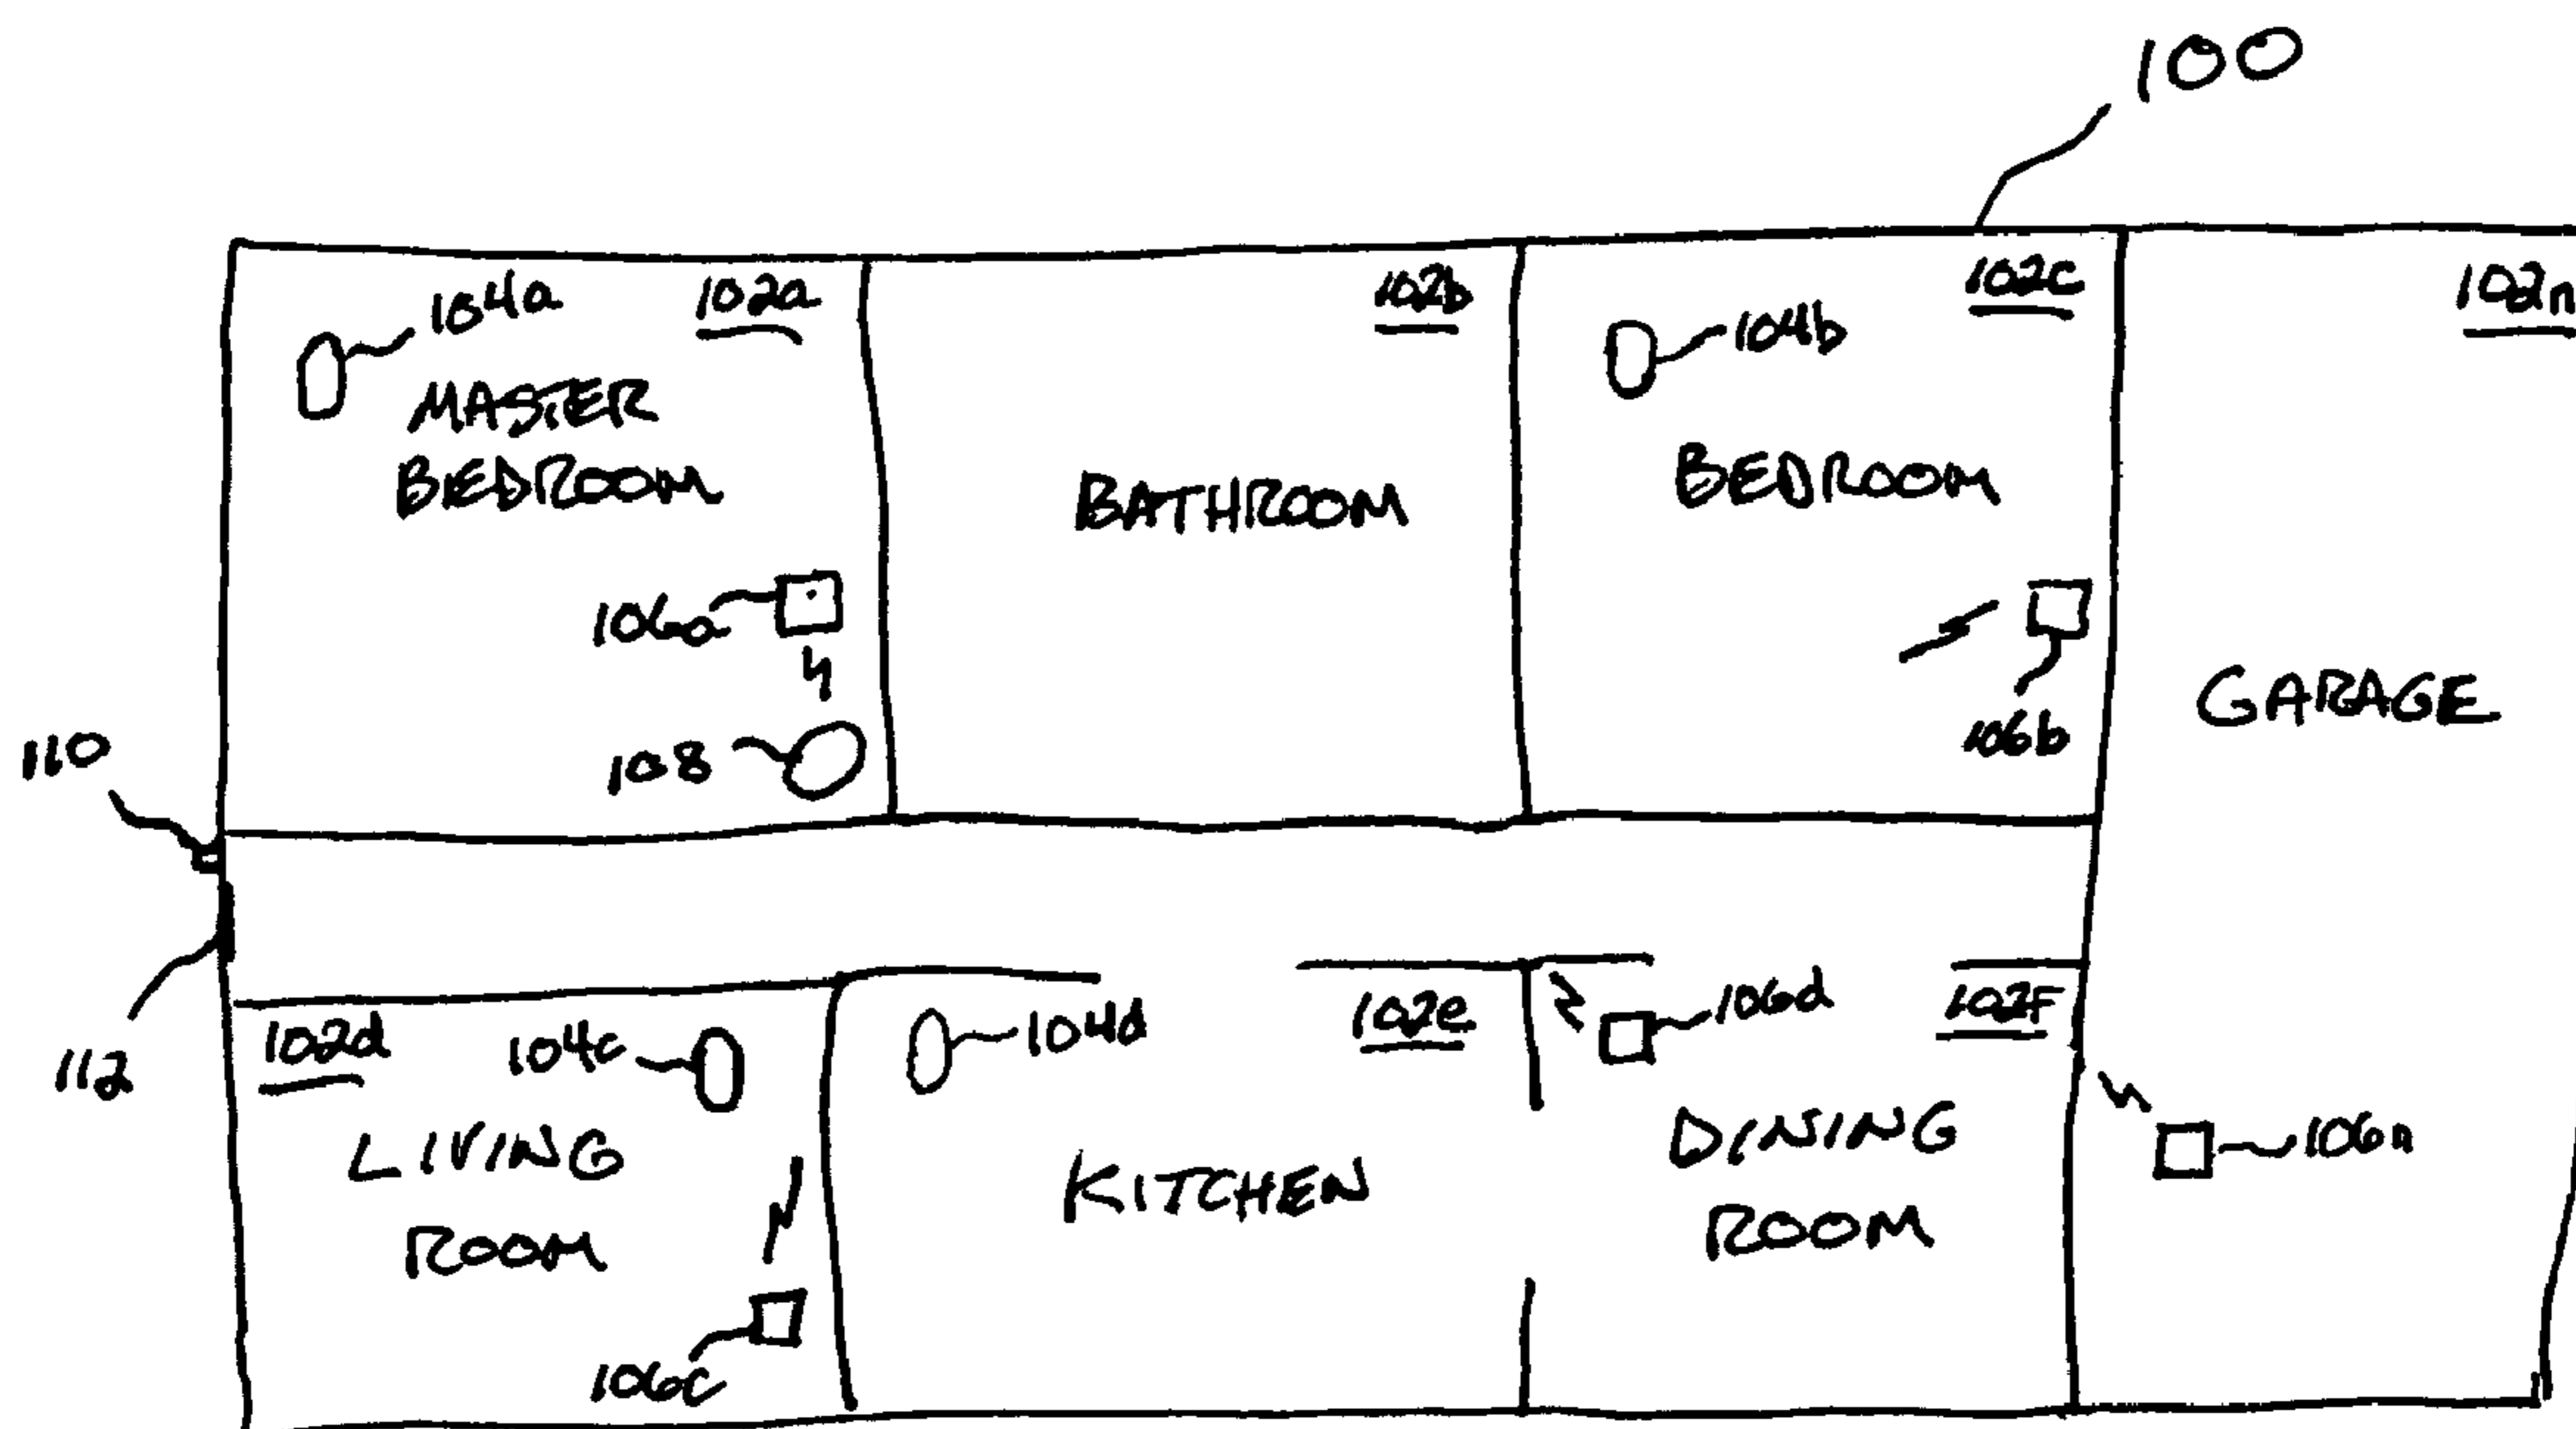 100
104a
102a
MASTER
BEDROOM
106a
108
102b
BATHROOM
102c
104b
BEDROOM
106b
102n
GARAGE
110
112
102d
104c
LIVING
ROOM
106c
104d
102e
KITCHEN
106d
102F
DINING
ROOM
106n